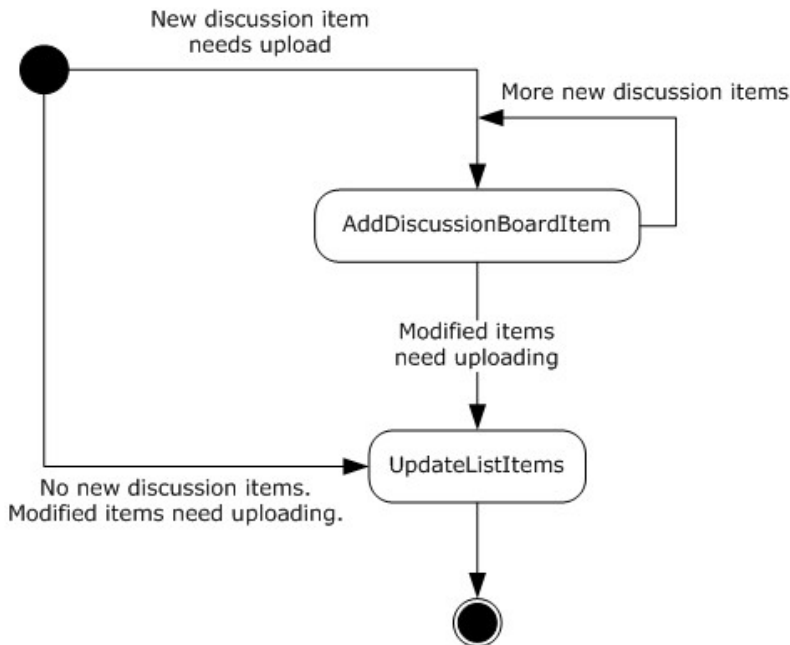 New discussion item
needs upload
More new discussion items
AddDiscussionBoardItem
Modified items
need uploading
UpdateListItems
No new discussion items.
Modified items need uploading.